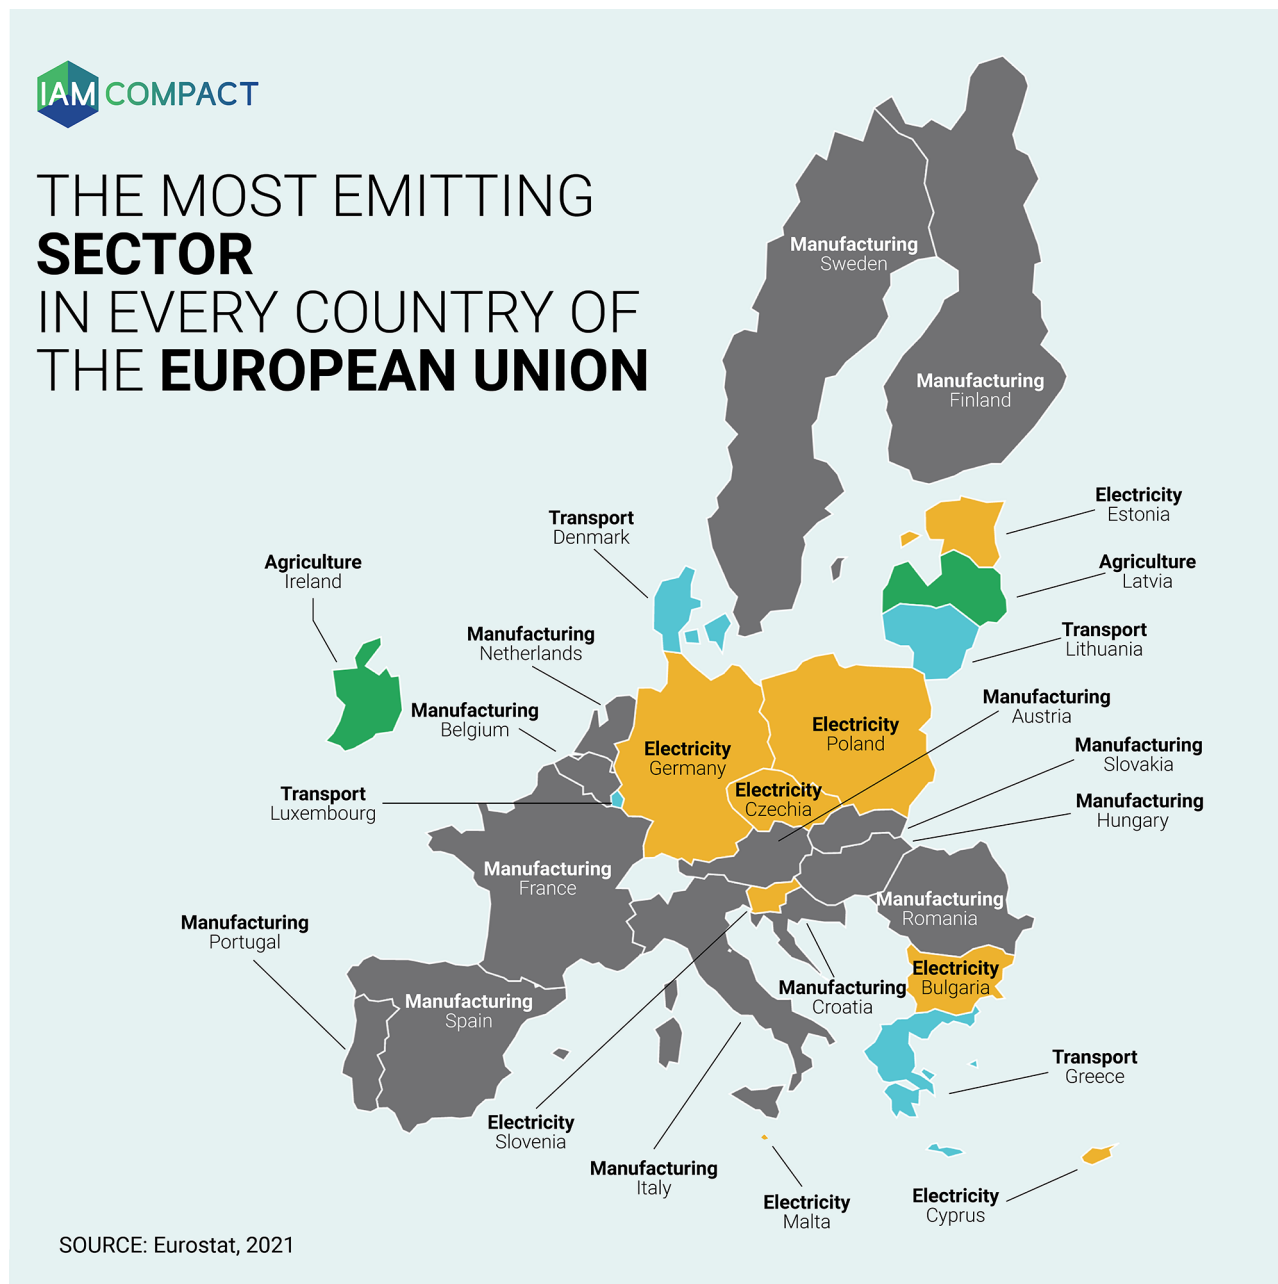 IAM COMPACT
THE MOST EMITTING
SECTOR
IN EVERY COUNTRY OF
THE EUROPEAN UNION
Manufacturing
Sweden
Manufacturing
Finland
Electricity
Estonia
Transport
Denmark
Agriculture
Ireland
Agriculture
Latvia
Transport
Lithuania
Manufacturing
Netherlands
Manufacturing
Belgium
Manufacturing
Austria
Electricity
Poland
Electricity
Germany
Manufacturing
Slovakia
Electricity
Czechia
Transport
Luxembourg
Manufacturing
Hungary
Manufacturing
France
Manufacturing
Romania
Manufacturing
Portugal
Electricity
Bulgaria
Manufacturing
Croatia
Manufacturing
Spain
Transport
Greece
Electricity
Slovenia
Manufacturing
Italy
Electricity
Malta
Electricity
Cyprus
SOURCE: Eurostat, 2021